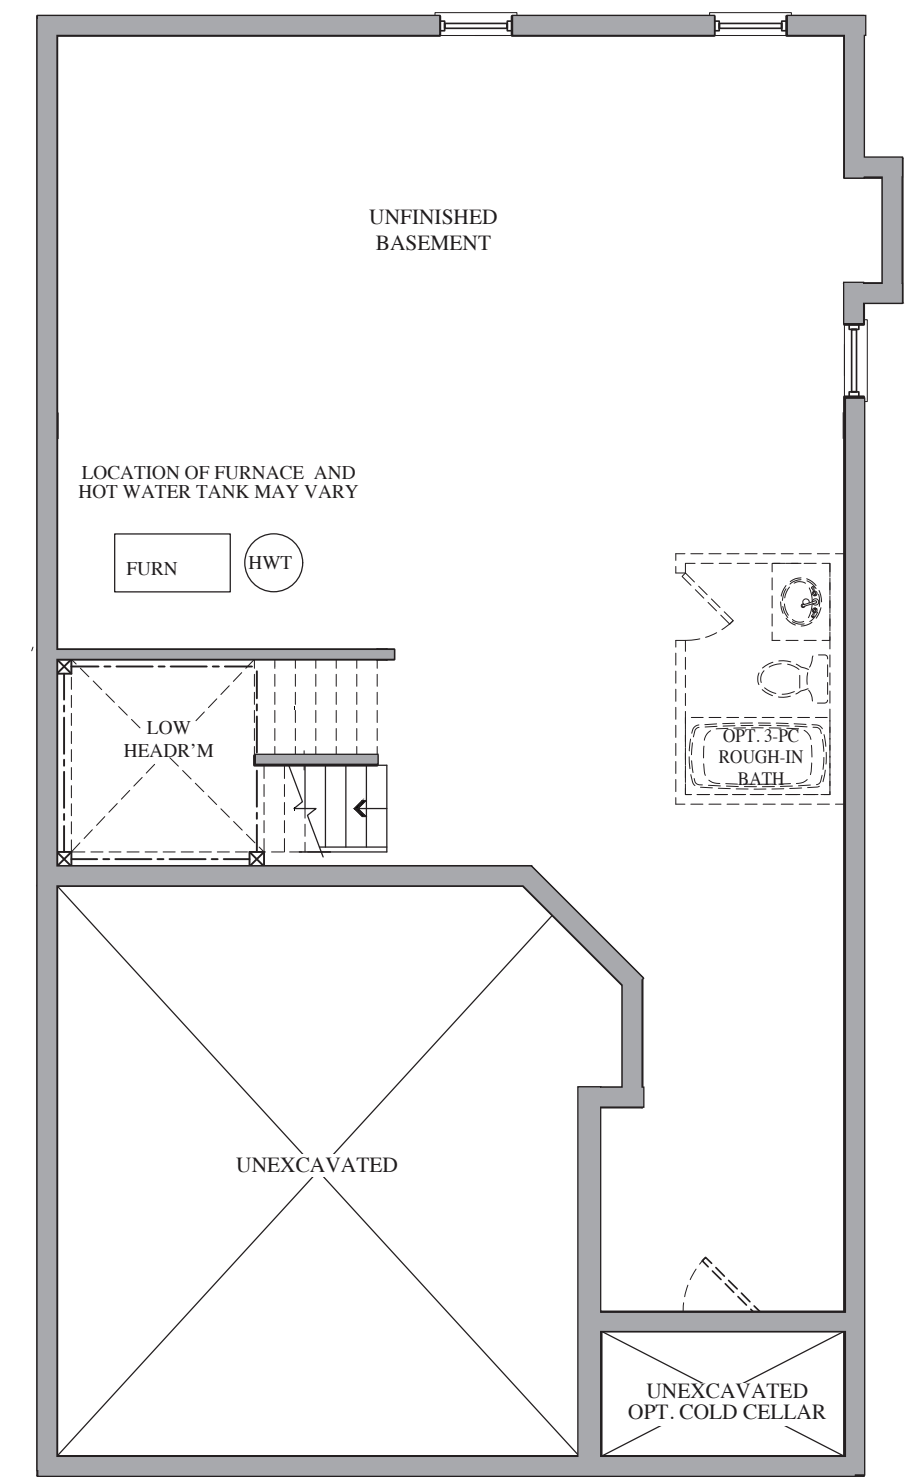 UNFINISHED
BASEMENT
LOCATION OF FURNACE AND
HOT WATER TANK MAY VARY
FURN
HWT
LOW
HEADR'M
OPT. 3-PC
ROUGH-IN
BATH
UNEXCAVATED
UNEXCAVATED
OPT. COLD CELLAR